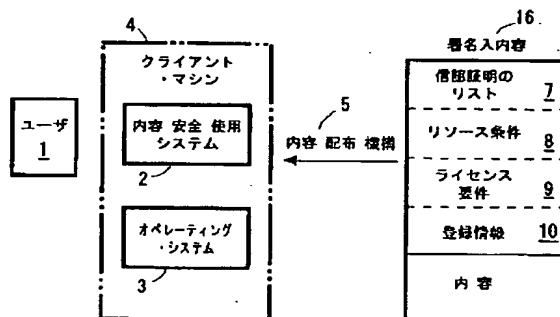 4
クライアント
・マシン
ユーザ
1
内容 安全 使用
システム
2
オペレーティング
・システム
3
5
内容 配布 機構
16
署名入内容
信頼証明の
リスト
7
リソース条件
8
ライセンス
要件
9
登録情報
10
内 容